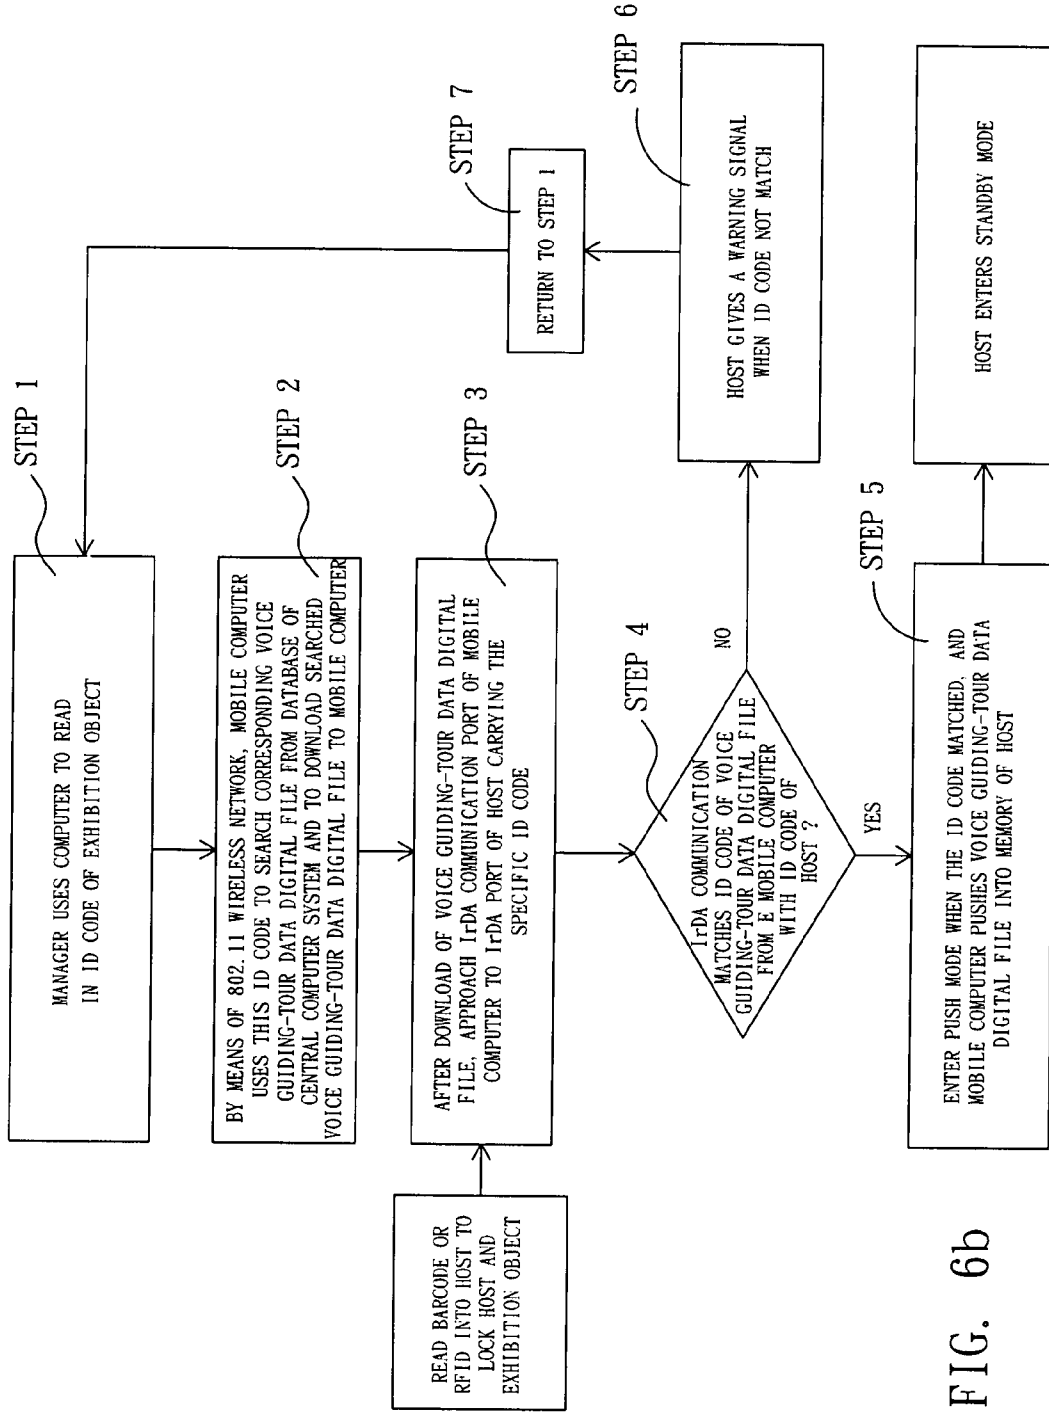 STEP 1
MANAGER USES COMPUTER TO READ
IN ID CODE OF EXHIBITION OBJECT
STEP 2
BY MEANS OF 802.11 WIRELESS NETWORK, MOBILE COMPUTER
USES THIS ID CODE TO SEARCH CORRESPONDING VOICE
GUIDING-TOUR DATA DIGITAL FILE FROM DATABASE OF
CENTRAL COMPUTER SYSTEM AND TO DOWNLOAD SEARCHED
VOICE GUIDING-TOUR DATA DIGITAL FILE TO MOBILE COMPUTER
READ BARCODE OR
RFID INTO HOST TO
LOCK HOST AND
EXHIBITION OBJECT
STEP 3
AFTER DOWNLOAD OF VOICE GUIDING-TOUR DATA DIGITAL
FILE, APPROACH IrDA COMMUNICATION PORT OF MOBILE
COMPUTER TO IrDA PORT OF HOST CARRYING THE
SPECIFIC ID CODE
STEP 4
IrDA COMMUNICATION
MATCHES ID CODE OF VOICE
GUIDING-TOUR DATA DIGITAL FILE
FROM E MOBILE COMPUTER
WITH ID CODE OF
HOST ?
NO
YES
STEP 7
RETURN TO STEP 1
STEP 6
HOST GIVES A WARNING SIGNAL
WHEN ID CODE NOT MATCH
STEP 5
ENTER PUSH MODE WHEN THE ID CODE MATCHED, AND
MOBILE COMPUTER PUSHES VOICE GUIDING-TOUR DATA
DIGITAL FILE INTO MEMORY OF HOST
HOST ENTERS STANDBY MODE
FIG. 6b